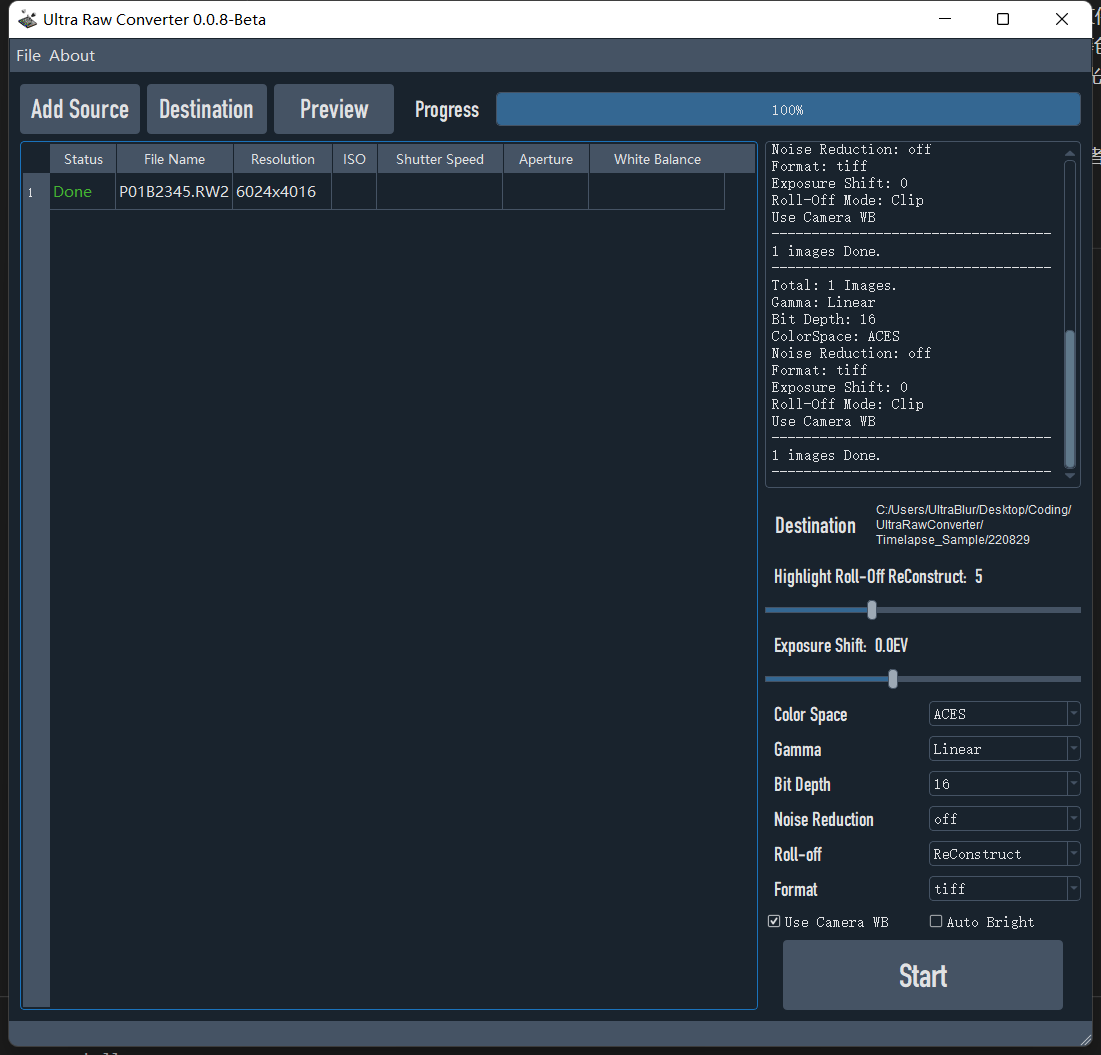 Ultra Raw Converter 0.0.8-Beta
File About
Add Source Destination Preview Progress 100%
Status File Name Resolution ISO Shutter Speed Aperture White Balance
1 Done P01B2345.RW2 6024x4016
Noise Reduction: off
Format: tiff
Exposure Shift: 0
Roll-Off Mode: Clip
Use Camera WB
-----------------------------------
1 images Done.
-----------------------------------
Total: 1 Images.
Gamma: Linear
Bit Depth: 16
ColorSpace: ACES
Noise Reduction: off
Format: tiff
Exposure Shift: 0
Roll-Off Mode: Clip
Use Camera WB
-----------------------------------
1 images Done.
-----------------------------------
Destination
C:/Users/UltraBlur/Desktop/Coding/
UltraRawConverter/
Timelapse_Sample/220829
Highlight Roll-Off ReConstruct: 5
Exposure Shift: 0.0EV
Color Space ACES
Gamma Linear
Bit Depth 16
Noise Reduction off
Roll-off ReConstruct
Format tiff
Use Camera WB Auto Bright
Start